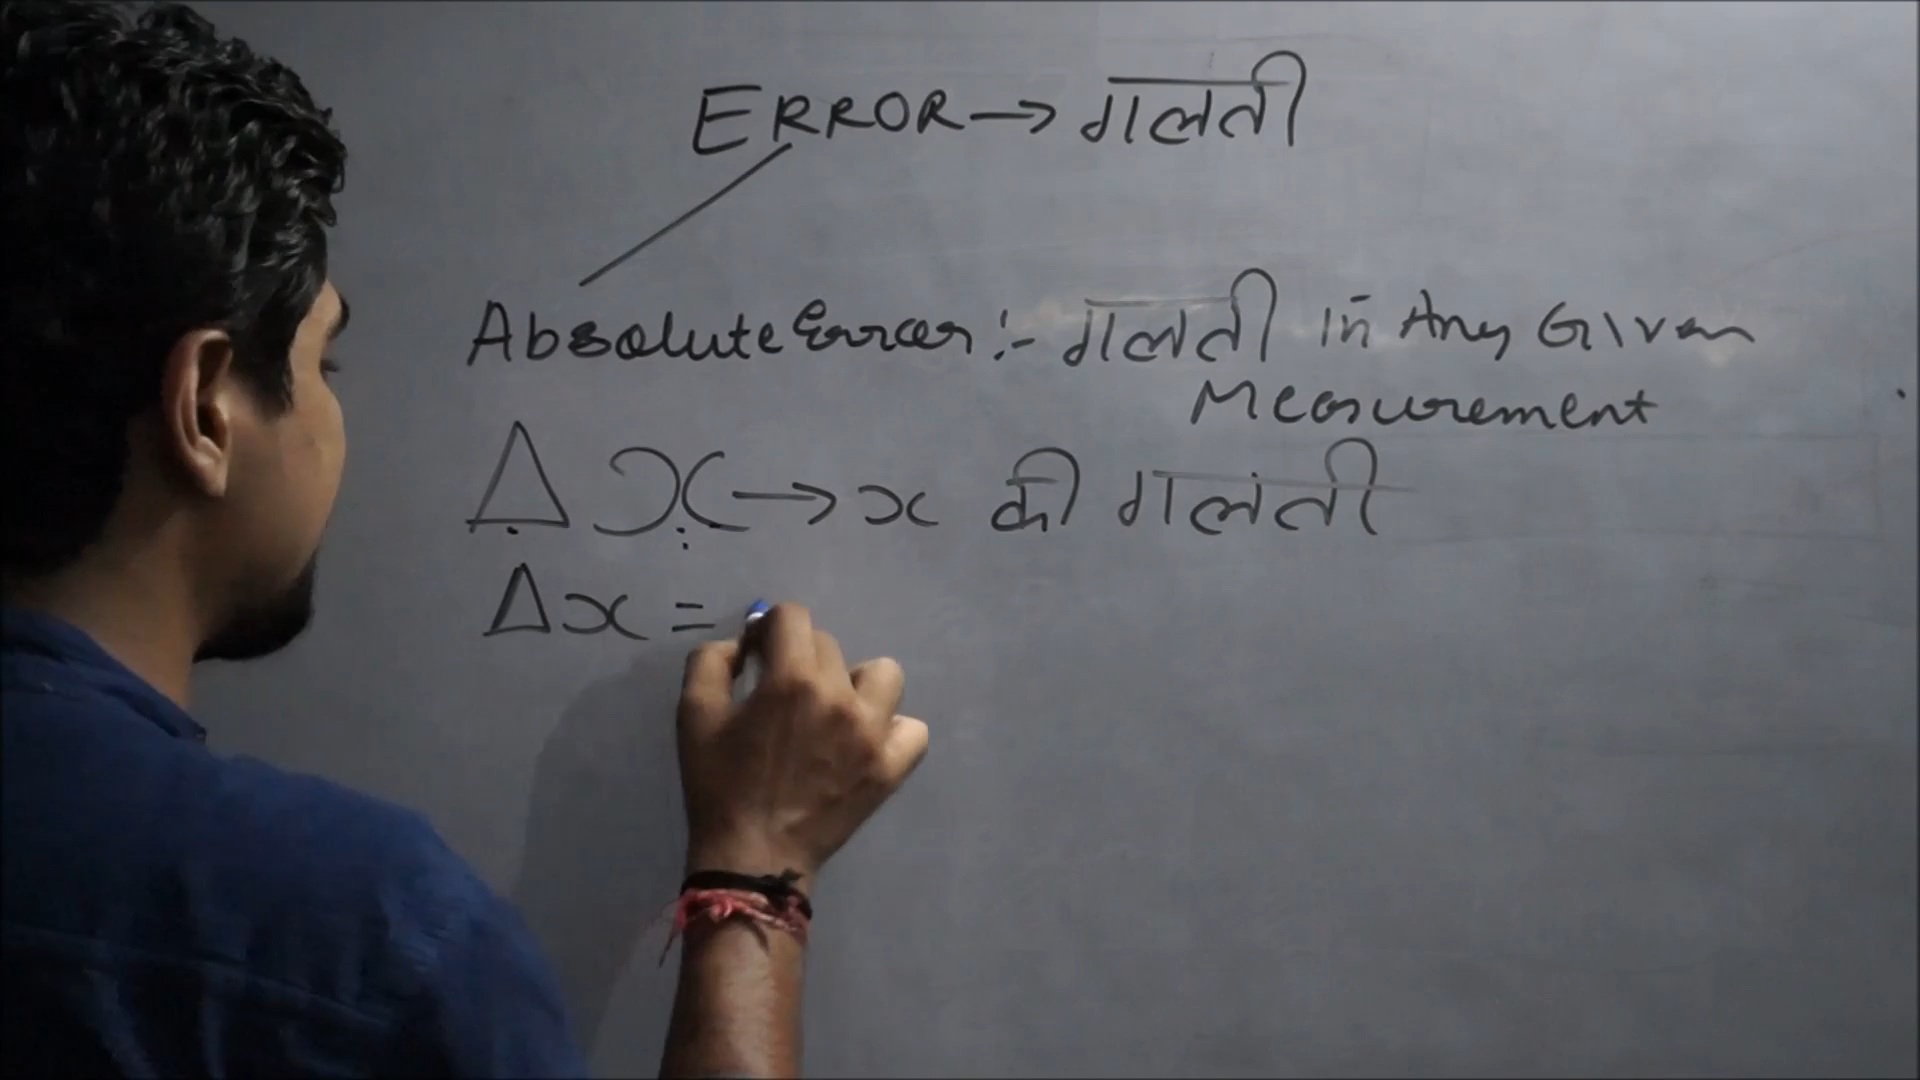 ERROR → गलती
Absolute Error :- गलती in Any Given
Measurement
Δx → x की गलती
Δx =